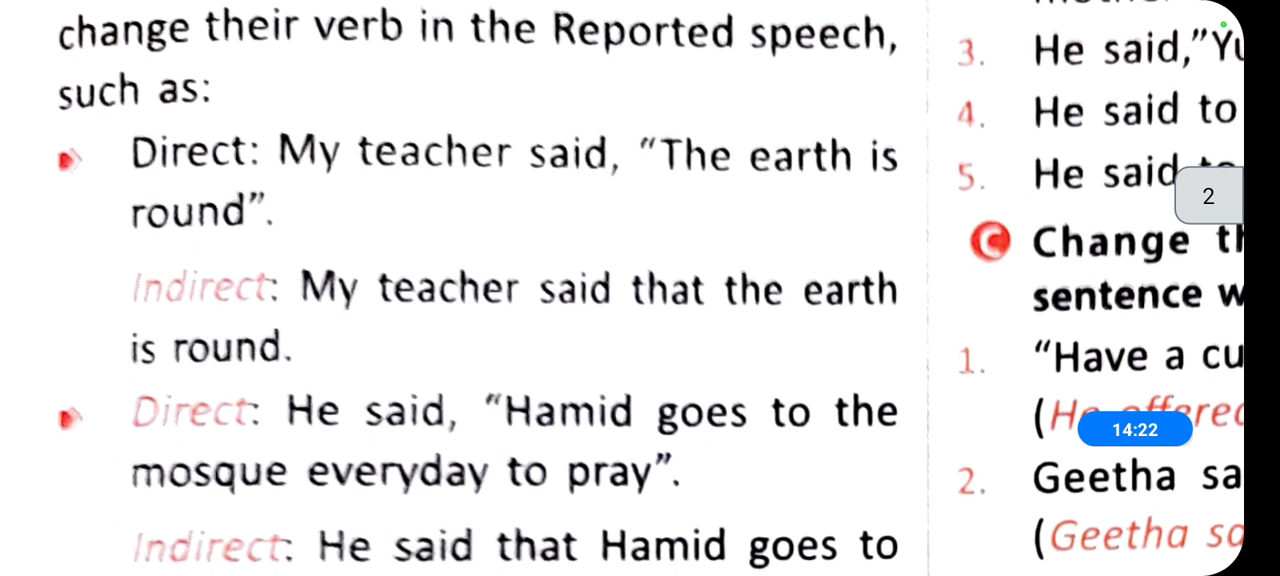 change their verb in the Reported speech,
such as:
Direct: My teacher said, “The earth is
round”.
Indirect: My teacher said that the earth
is round.
Direct: He said, “Hamid goes to the
mosque everyday to pray”.
Indirect: He said that Hamid goes to
3. He said,”
4. He said to
5. He said
2
C Change
sentence
1. “Have a
14:22
2. Geetha
(Geetha